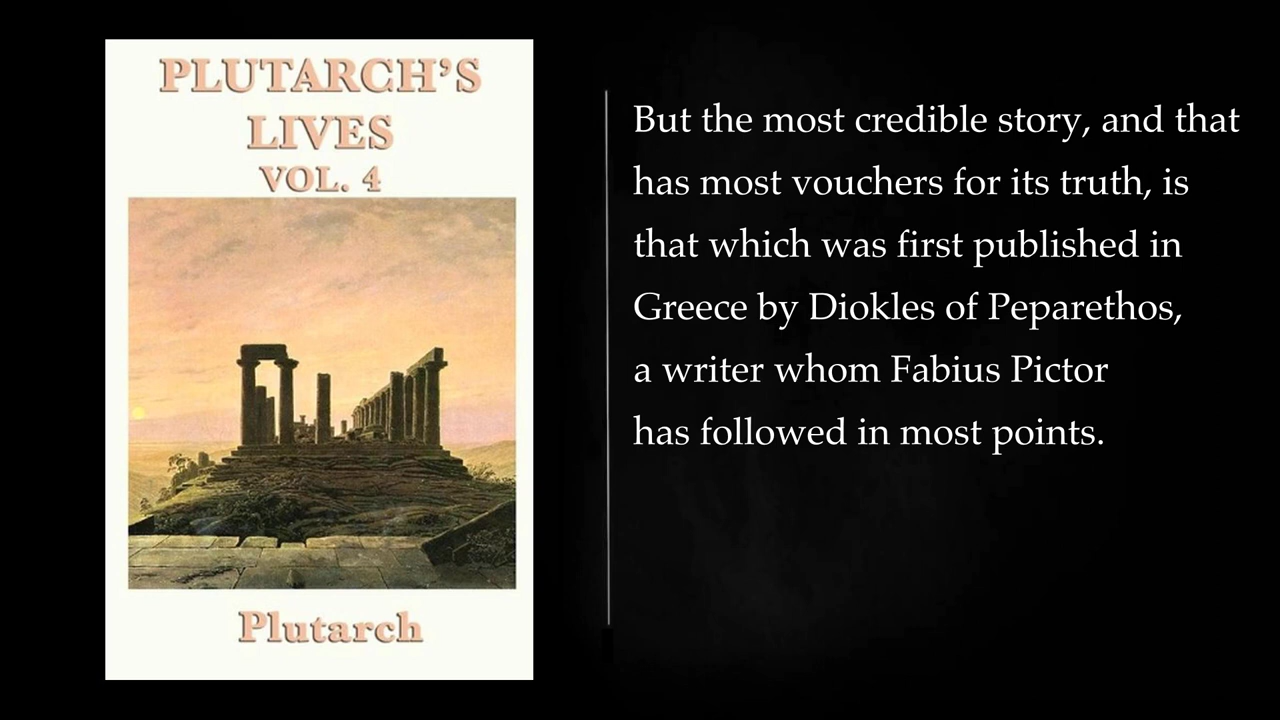 PLUTARCH'S
LIVES
VOL. 4
Plutarch
But the most credible story, and that
has most vouchers for its truth, is
that which was first published in
Greece by Diokles of Peparethos,
a writer whom Fabius Pictor
has followed in most points.